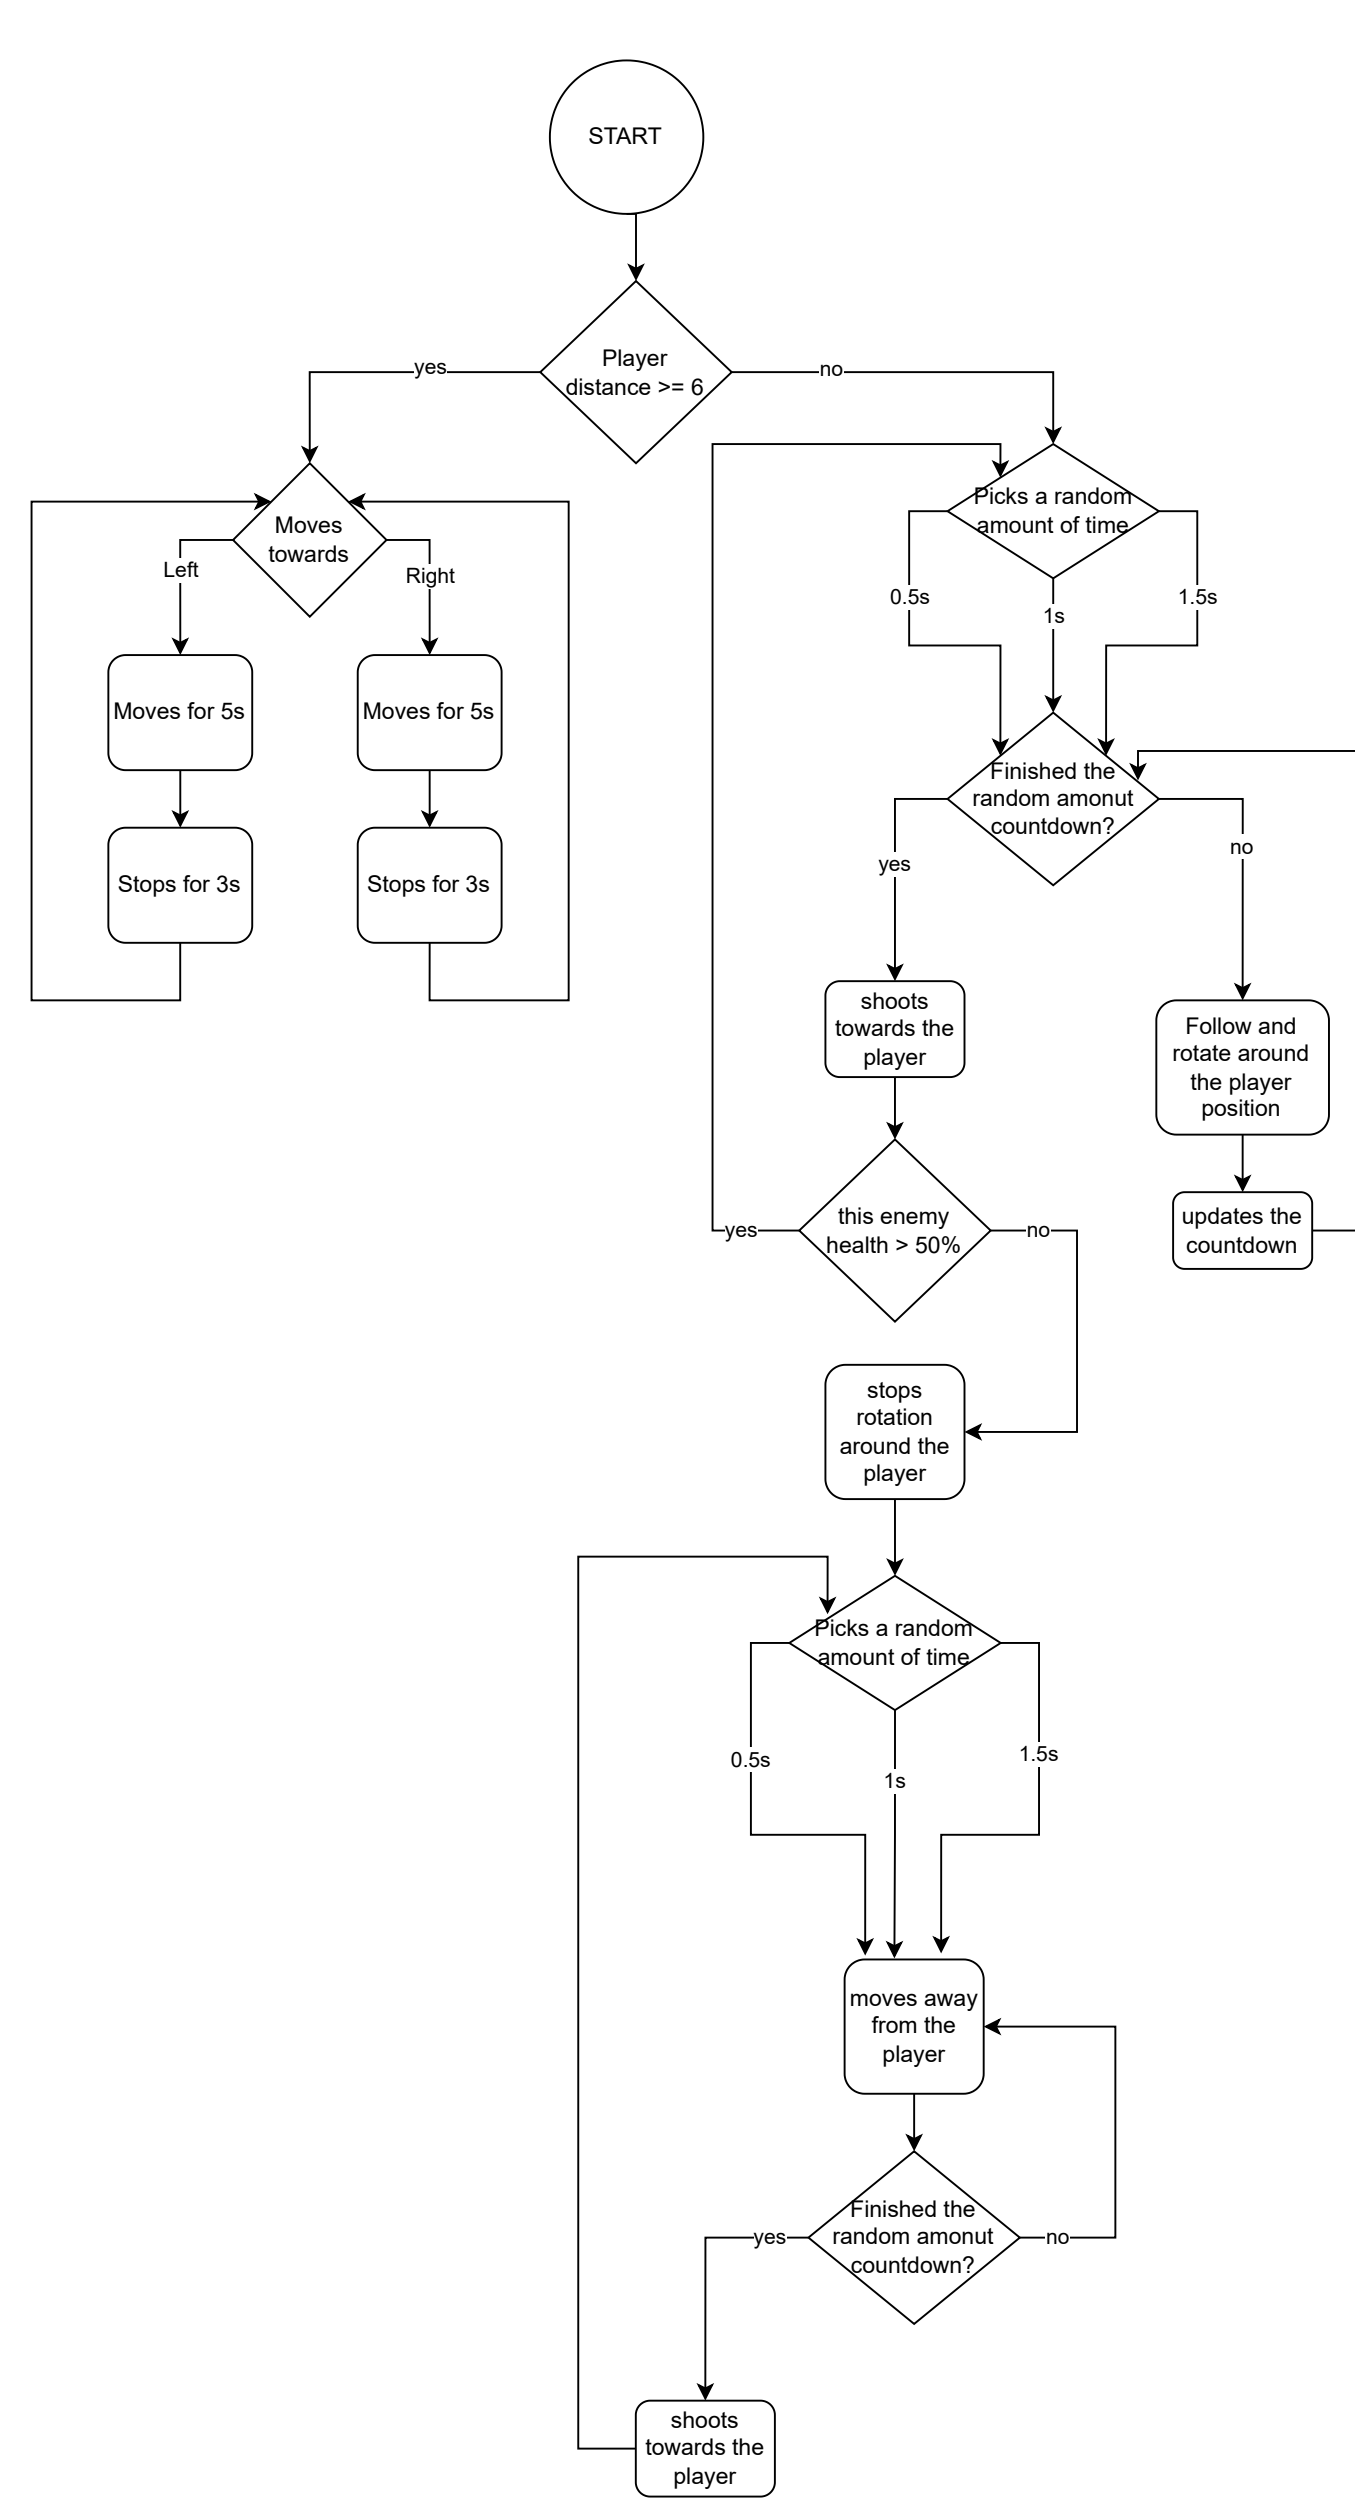 START
Player
distance >= 6
yes
no
Moves
towards
Left
Right
Moves for 5s
Moves for 5s
Stops for 3s
Stops for 3s
Picks a random
amount of time
0.5s
1s
1.5s
Finished the
random amonut
countdown?
yes
no
shoots
towards the
player
Follow and
rotate around
the player
position
updates the
countdown
this enemy
health > 50%
yes
no
stops
rotation
around the
player
Picks a random
amount of time
0.5s
1s
1.5s
moves away
from the
player
Finished the
random amonut
countdown?
yes
no
shoots
towards the
player